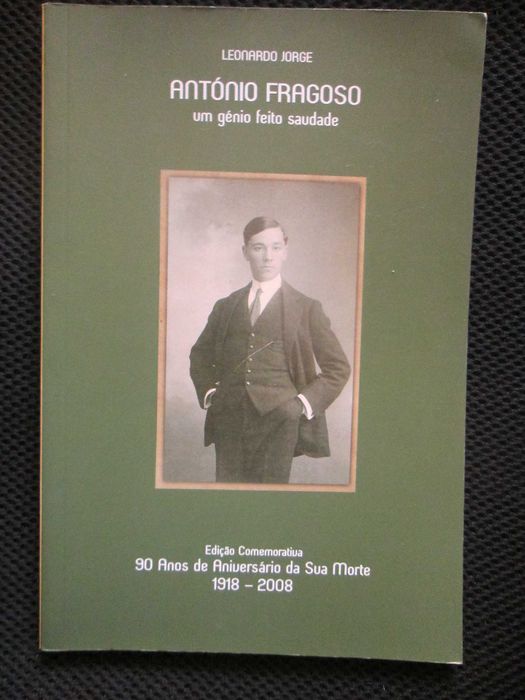 LEONARDO JORGE
ANTÓNIO FRAGOSO
um génio feito saudade
Edição Comemorativa
90 Anos de Aniversário da Sua Morte
1918 – 2008